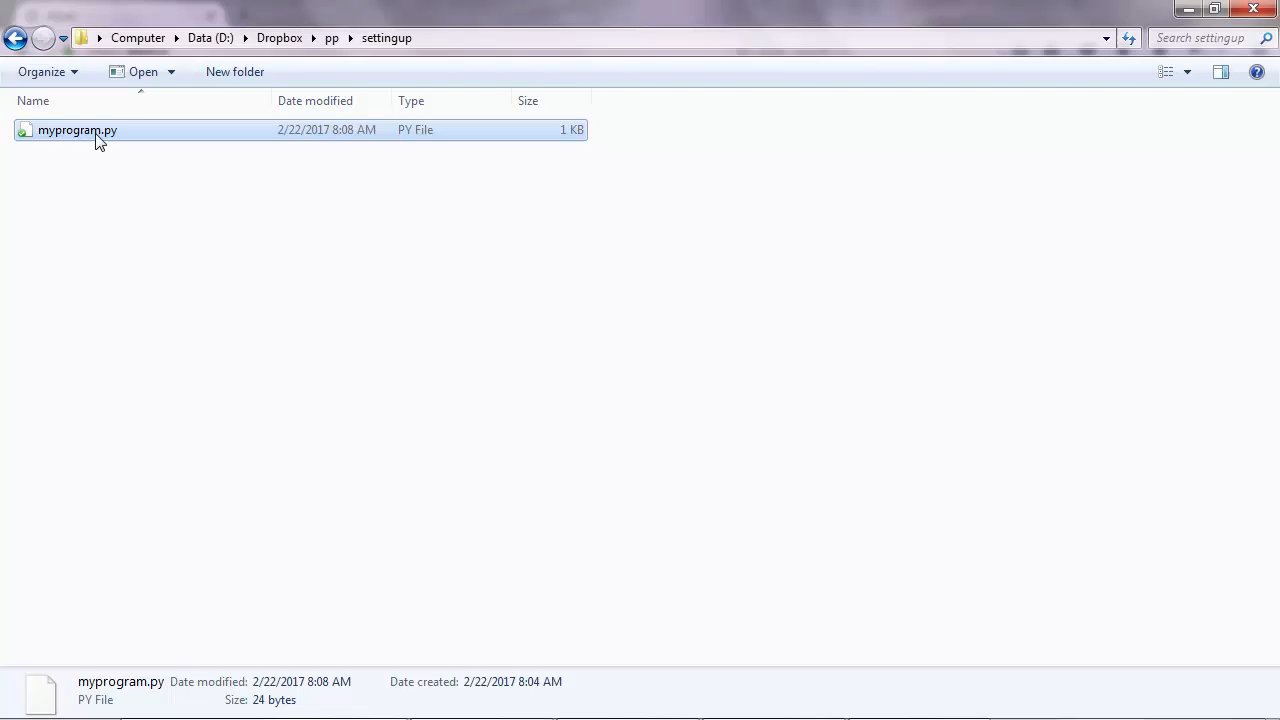 Computer Data (D:) Dropbox pp settingup Search settingup
Organize Open New folder
Name Date modified Type Size
myprogram.py 2/22/2017 8:08 AM PY File 1 KB
myprogram.py Date modified: 2/22/2017 8:08 AM Date created: 2/22/2017 8:04 AM
PY File Size: 24 bytes